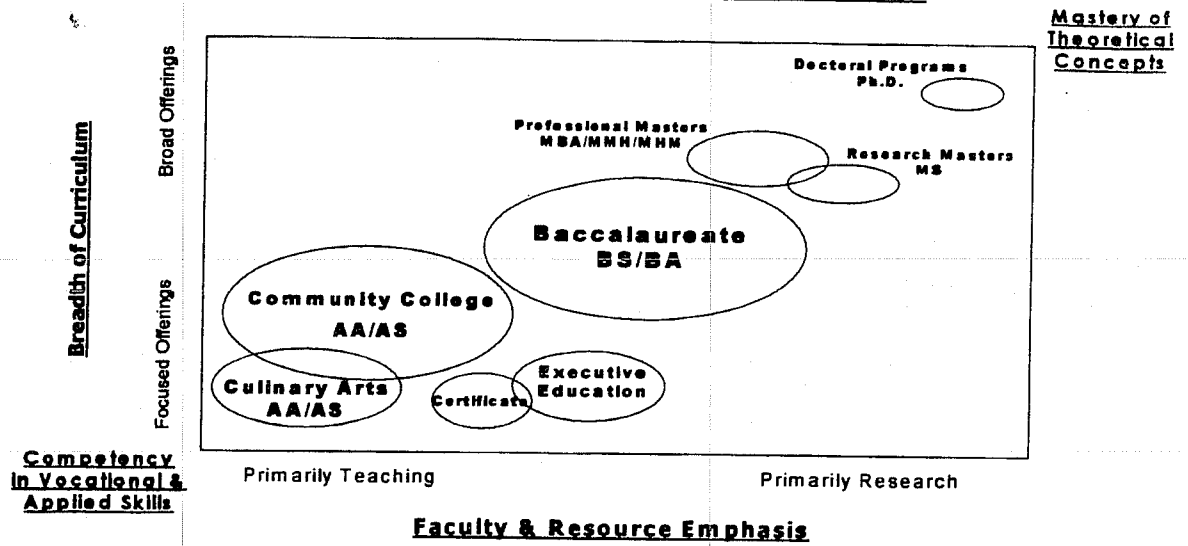 Mastery of
Theoretical
Concepts
Broad Offerings
Doctoral Programs
Ph.D.
Professional Masters
MBA/MMH/MHM
Research Masters
MS
Breadth of Curriculum
Baccalaureate
BS/BA
Focused Offerings
Community College
AA/AS
Culinary Arts
AA/AS
Certificate
Executive
Education
Competency
in Vocational &
Applied Skills
Primarily Teaching
Primarily Research
Faculty & Resource Emphasis